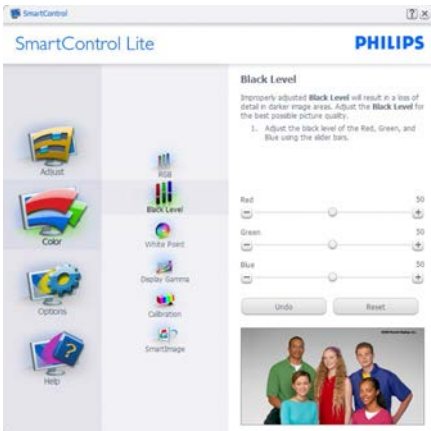 SmartControl
SmartControl Lite
PHILIPS
Adjust
Color
Options
Help
RGB
Black Level
White Point
Display Gamma
Calibration
SmartImage
Black Level
Improperly adjusted Black Level will result in a loss of
detail in darker image areas. Adjust the Black Level for
the best possible picture quality.
1. Adjust the black level of the Red, Green, and
Blue using the slider bars.
Red 50
Green 50
Blue 50
Undo Reset